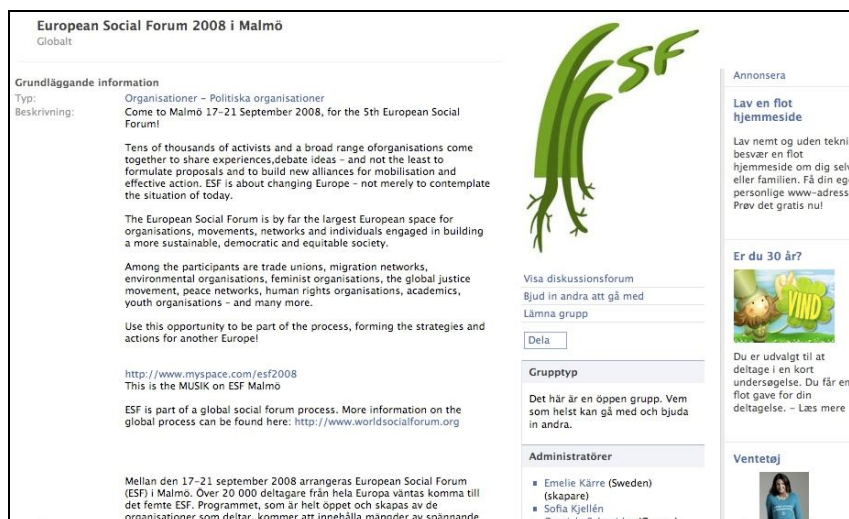 European Social Forum 2008 i Malmö
Globalt
Grundläggande information
Typ:
Organisationer – Politiska organisationer
Beskrivning:
Come to Malmö 17–21 September 2008, for the 5th European Social
Forum!
Tens of thousands of activists and a broad range oforganisations come
together to share experiences,debate ideas – and not the least to
formulate proposals and to build new alliances for mobilisation and
effective action. ESF is about changing Europe – not merely to contemplate
the situation of today.
The European Social Forum is by far the largest European space for
organisations, movements, networks and individuals engaged in building
a more sustainable, democratic and equitable society.
Among the participants are trade unions, migration networks,
environmental organisations, feminist organisations, the global justice
movement, peace networks, human rights organisations, academics,
youth organisations – and many more.
Use this opportunity to be part of the process, forming the strategies and
actions for another Europe!
http://www.myspace.com/esf2008
This is the MUSIK on ESF Malmö
ESF is part of a global social forum process. More information on the
global process can be found here: http://www.worldsocialforum.org
Mellan den 17–21 september 2008 arrangeras European Social Forum
(ESF) i Malmö. Över 20 000 deltagare från hela Europa väntas komma till
det femte ESF. Programmet, som är helt öppet och skapas av de
organisationer som deltar, kommer att innehålla mängder av spännande
ESF
Visa diskussionsforum
Bjud in andra att gå med
Lämna grupp
Dela
Grupptyp
Det här är en öppen grupp. Vem
som helst kan gå med och bjuda
in andra.
Administratörer
Emelie Kärre (Sweden)
(skapare)
Sofia Kjellén
Annonsera
Lav en flot
hjemmeside
Lav nemt og uden tekni
besvær en flot
hjemmeside om dig selv
eller familien. Få din ege
personlige www-adress
Prøv det gratis nu!
Er du 30 år?
VIND
Du er udvalgt til at
deltage i en kort
undersøgelse. Du får en
flot gave for din
deltagelse. – Læs mere
Ventetøj